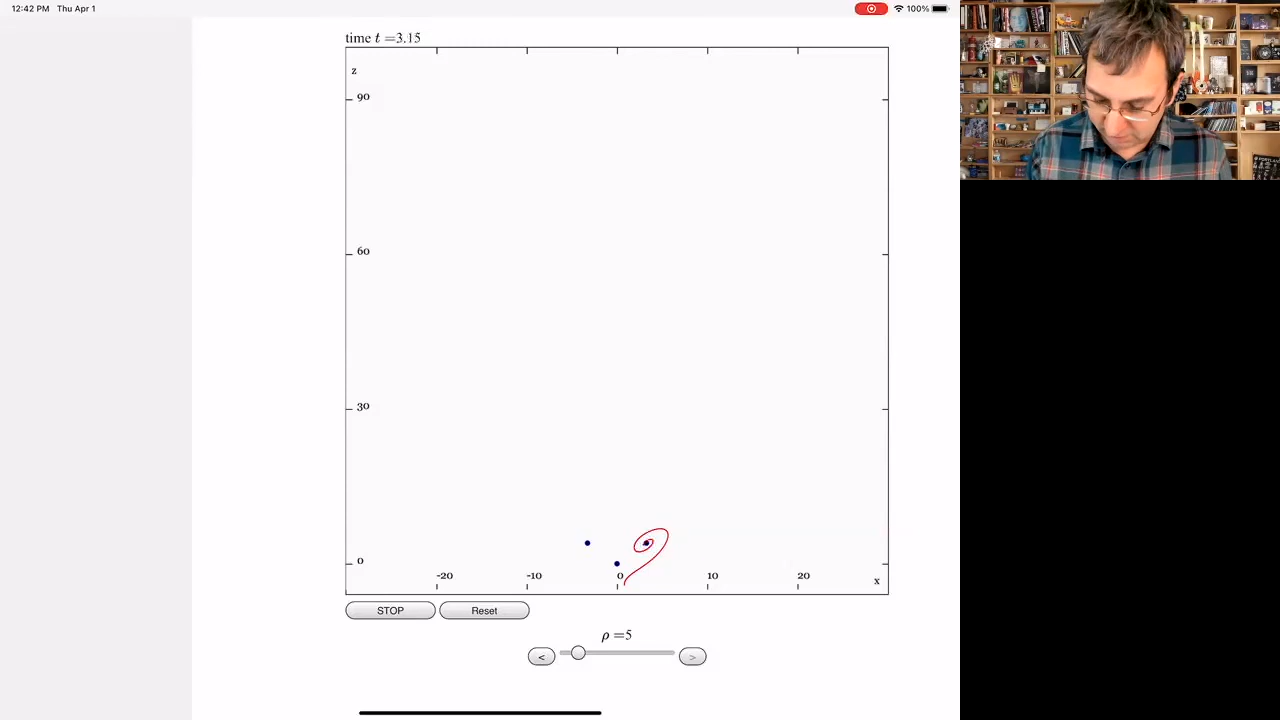 12:42 PM Thu Apr 1
100%
time t =3.15
z
90
60
30
0
-20 -10 0 10 20 x
STOP Reset
ρ =5
< >